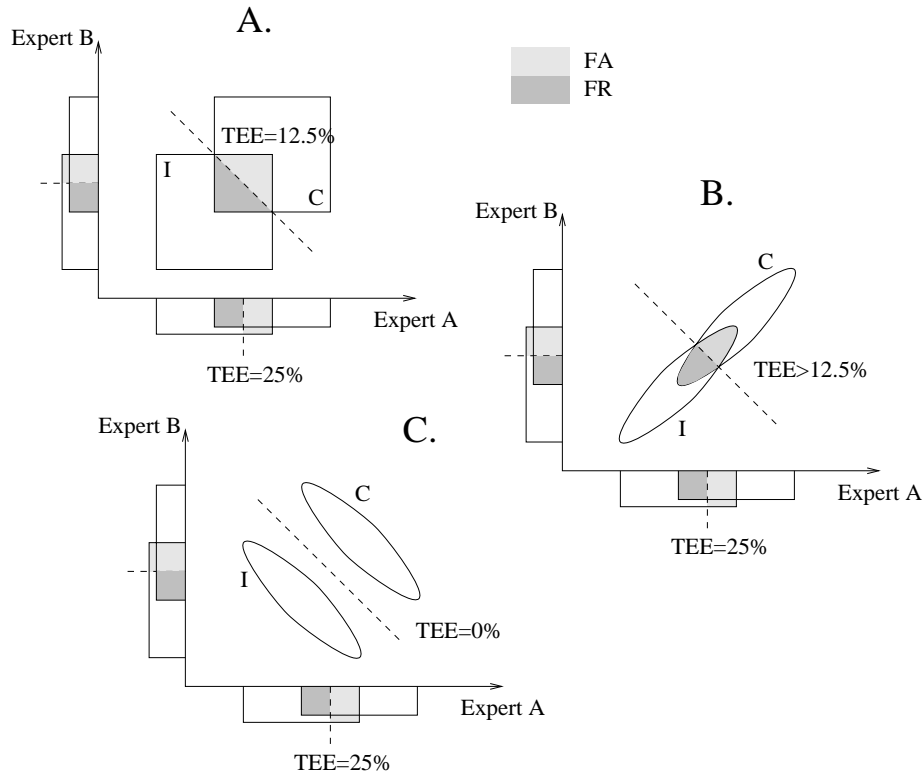 A.
Expert B
FA
FR
TEE=12.5%
I
C
Expert A
TEE=25%
B.
Expert B
C
TEE>12.5%
I
Expert A
TEE=25%
C.
Expert B
C
I
TEE=0%
Expert A
TEE=25%